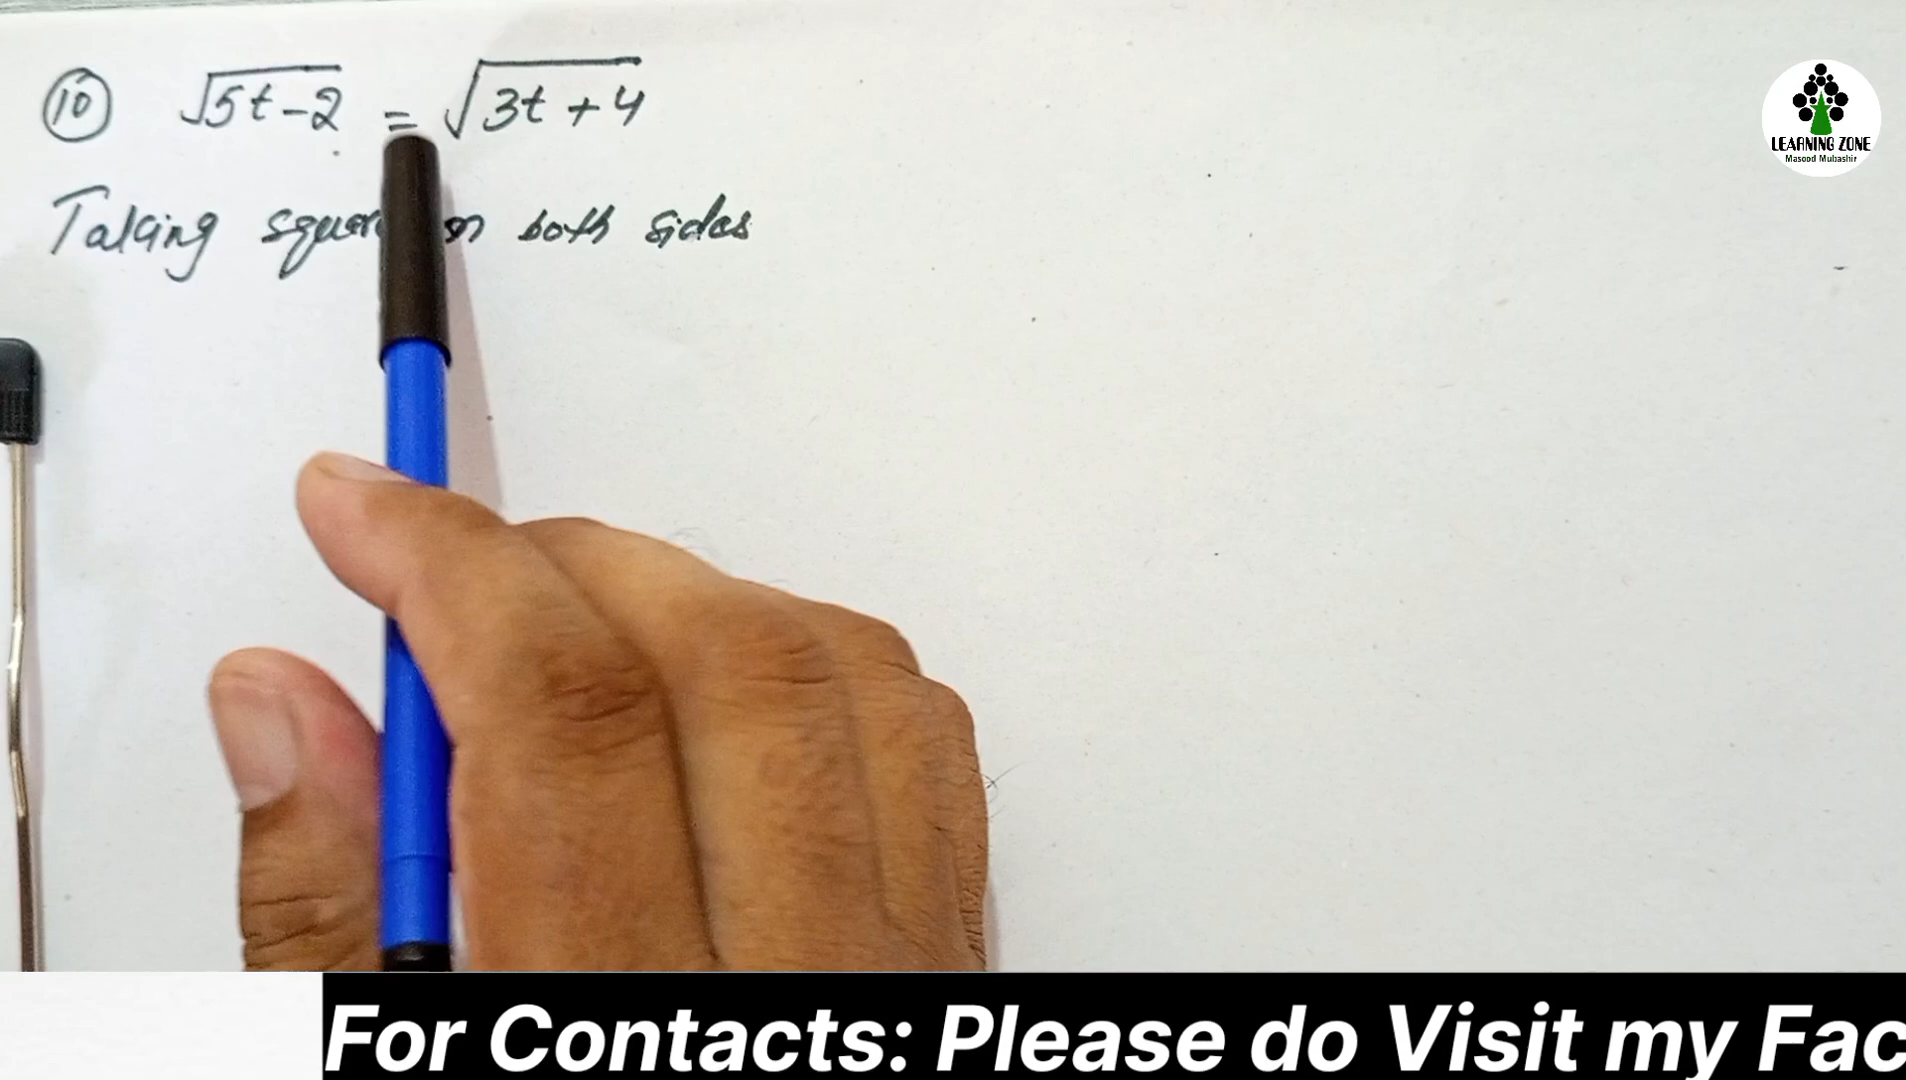 10 √5t-2 = √3t+4
Taking square on both sides
LEARNING ZONE
Masood Mubashir
For Contacts: Please do Visit my Fac